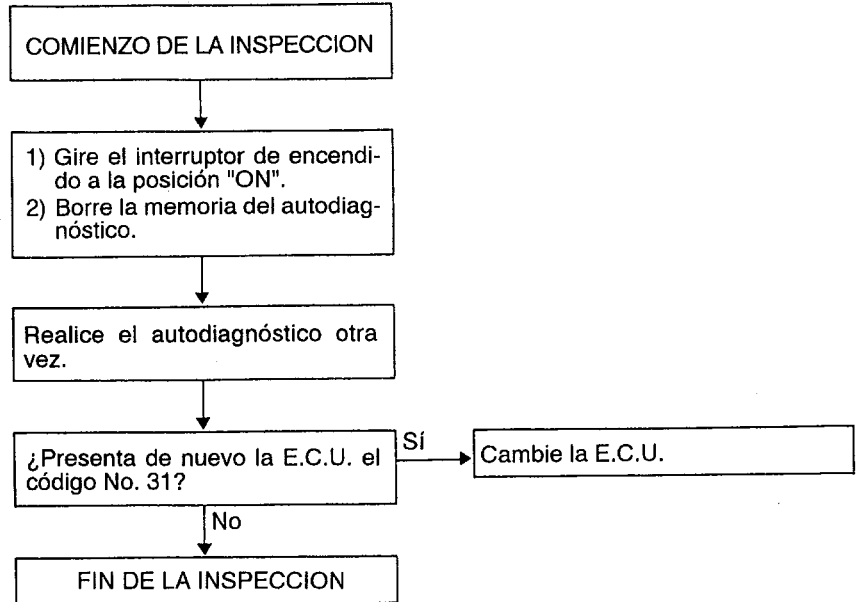 COMIENZO DE LA INSPECCION
1) Gire el interruptor de encendi-
do a la posición "ON".
2) Borre la memoria del autodiag-
nóstico.
Realice el autodiagnóstico otra
vez.
¿Presenta de nuevo la E.C.U. el
código No. 31?
Sí
Cambie la E.C.U.
No
FIN DE LA INSPECCION